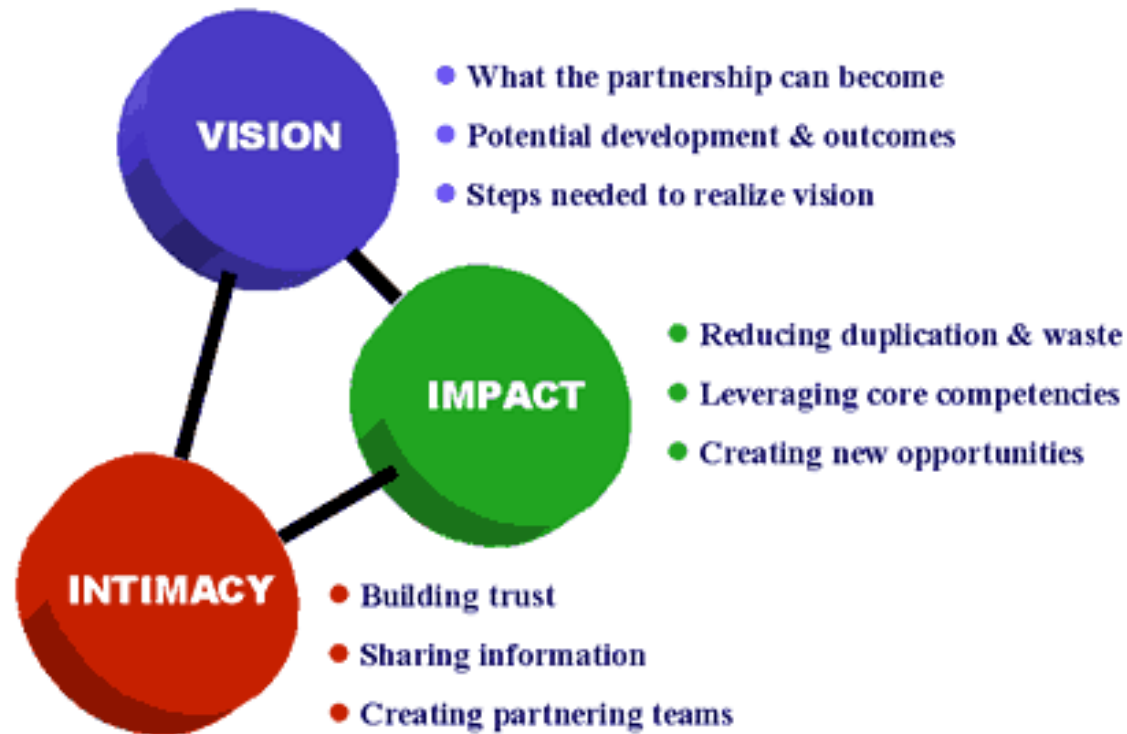 VISION
What the partnership can become
Potential development & outcomes
Steps needed to realize vision
IMPACT
Reducing duplication & waste
Leveraging core competencies
Creating new opportunities
INTIMACY
Building trust
Sharing information
Creating partnering teams